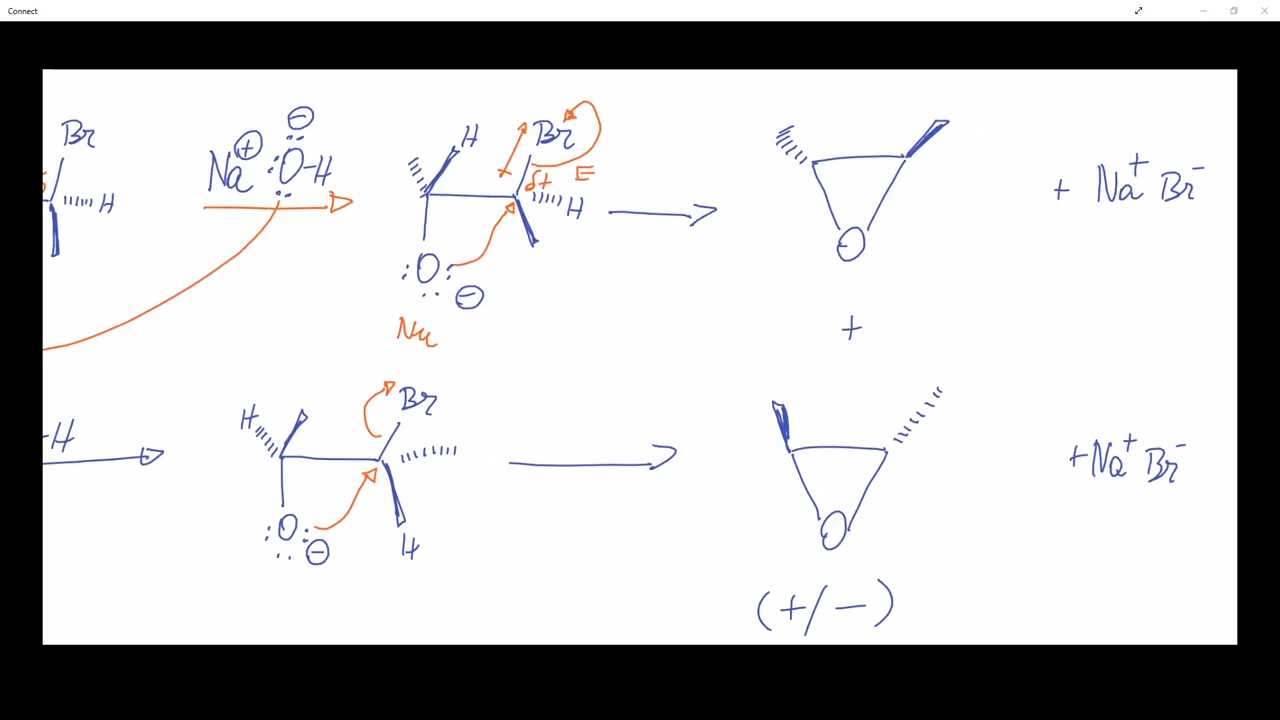 Connect
Br
H
Na⊕ :Ö-H ⊖
H
Br
δ+
E
H
:O: ⊖
Nu
O
+ Na⁺ Br⁻
+
-H
H
Br
H
:O: ⊖
O
+Na⁺ Br⁻
(+/−)